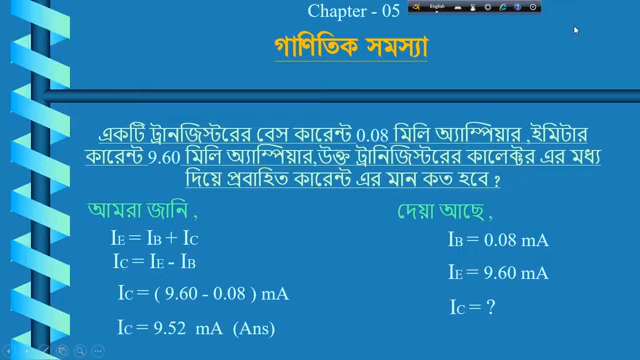 Chapter - 05
English
গাণিতিক সমস্যা
একটি ট্রানজিস্টরের বেস কারেন্ট 0.08 মিলি অ্যাম্পিয়ার ,ইমিটার
কারেন্ট 9.60 মিলি অ্যাম্পিয়ার,উক্ত ট্রানিজিস্টরের কালেক্টর এর মধ্য
দিয়ে প্রবাহিত কারেন্ট এর মান কত হবে ?
আমরা জানি ,
IE = IB + IC
IC = IE - IB
IC = ( 9.60 - 0.08 ) mA
IC = 9.52 mA (Ans)
দেয়া আছে ,
IB = 0.08 mA
IE = 9.60 mA
IC = ?